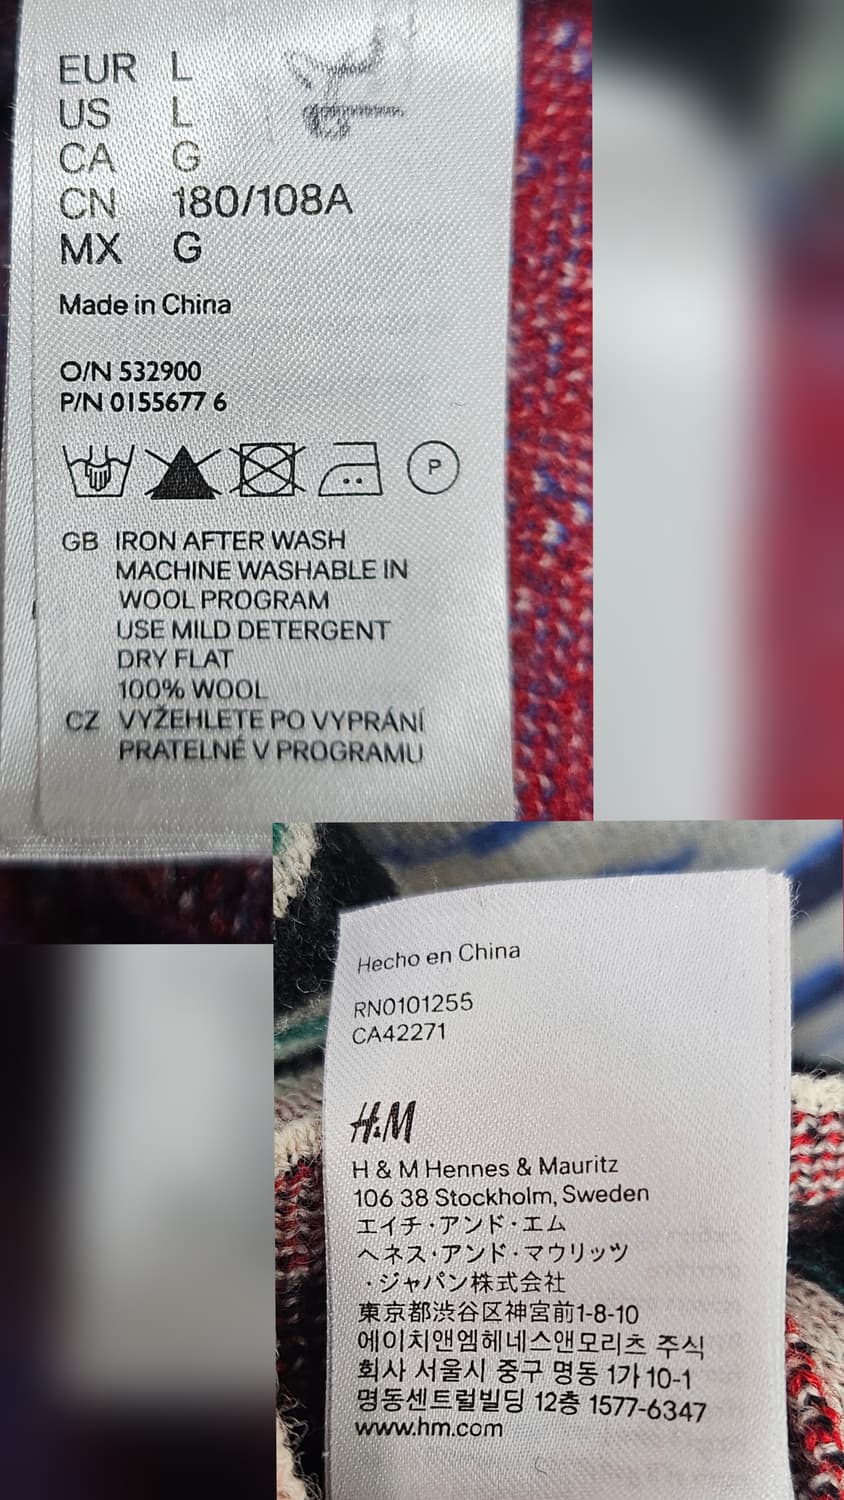 EUR L
US L
CA G
CN 180/108A
MX G
Made in China
O/N 532900
P/N 0155677 6
P
GB IRON AFTER WASH
MACHINE WASHABLE IN
WOOL PROGRAM
USE MILD DETERGENT
DRY FLAT
100% WOOL
CZ VYŽEHLETE PO VYPRÁNÍ
PRATELNÉ V PROGRAMU
Hecho en China
RN0101255
CA42271
H&M
H & M Hennes & Mauritz
106 38 Stockholm, Sweden
エイチ・アンド・エム
ヘネス・アンド・マウリッツ
・ジャパン株式会社
東京都渋谷区神宮前1-8-10
에이치앤엠헤네스앤모리츠 주식
회사 서울시 중구 명동 1가 10-1
명동센트럴빌딩 12층 1577-6347
www.hm.com